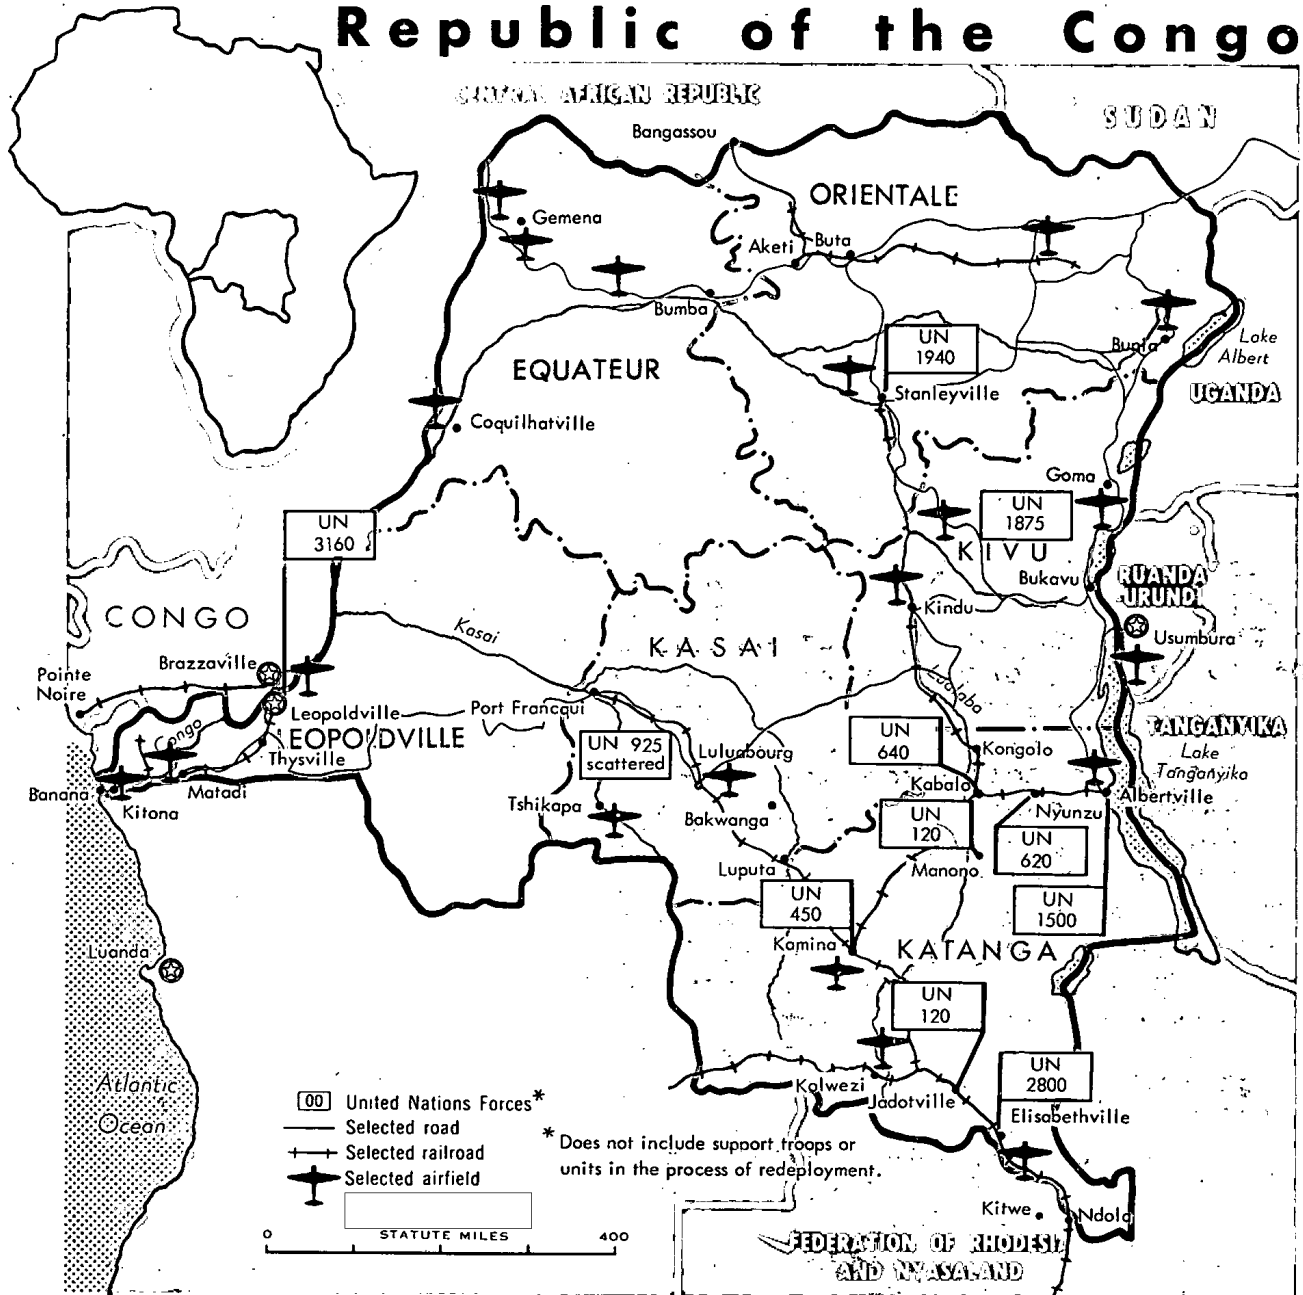 Republic of the Congo
CENTRAL AFRICAN REPUBLIC
SUDAN
Bangassou
ORIENTALE
Gemena
Aketi
Buta
Bumba
Bunia
Lake
Albert
UN
1940
EQUATEUR
Stanleyville
UGANDA
Coquilhatville
Goma
UN
3160
UN
1875
KIVU
Bukavu
RUANDA
URUNDI
CONGO
Kindu
Kasai
KASAI
Usumbura
Brazzaville
Pointe
Noire
Lualaba
Port Francqui
Leopoldville
LEOPOLDVILLE
Congo
Thysville
TANGANYIKA
Lake
Tanganyika
UN 925
scattered
Luluabourg
UN
640
Kongolo
Kabalo
Banana
Matadi
Kitona
Tshikapa
Bakwanga
Nyunzu
Albertville
UN
120
UN
620
Luputa
Manono
UN
450
UN
1500
Kamina
KATANGA
Luanda
UN
120
Atlantic
Ocean
Kolwezi
Jadotville
UN
2800
Elisabethville
00 United Nations Forces*
Selected road
Selected railroad
Selected airfield
* Does not include support troops or
units in the process of redeployment.
Kitwe
Ndola
0 STATUTE MILES 400
FEDERATION OF RHODESIA
AND NYASALAND